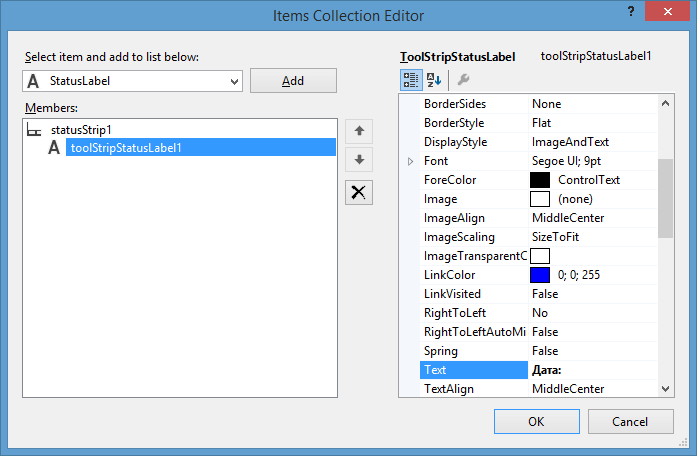 Items Collection Editor
?
Select item and add to list below:
A StatusLabel
Add
Members:
statusStrip1
A toolStripStatusLabel1
ToolStripStatusLabel toolStripStatusLabel1
A
Z
BorderSides None
BorderStyle Flat
DisplayStyle ImageAndText
Font Segoe UI; 9pt
ForeColor ControlText
Image (none)
ImageAlign MiddleCenter
ImageScaling SizeToFit
ImageTransparentC
LinkColor 0; 0; 255
LinkVisited False
RightToLeft No
RightToLeftAutoMi False
Spring False
Text Дата:
TextAlign MiddleCenter
OK
Cancel